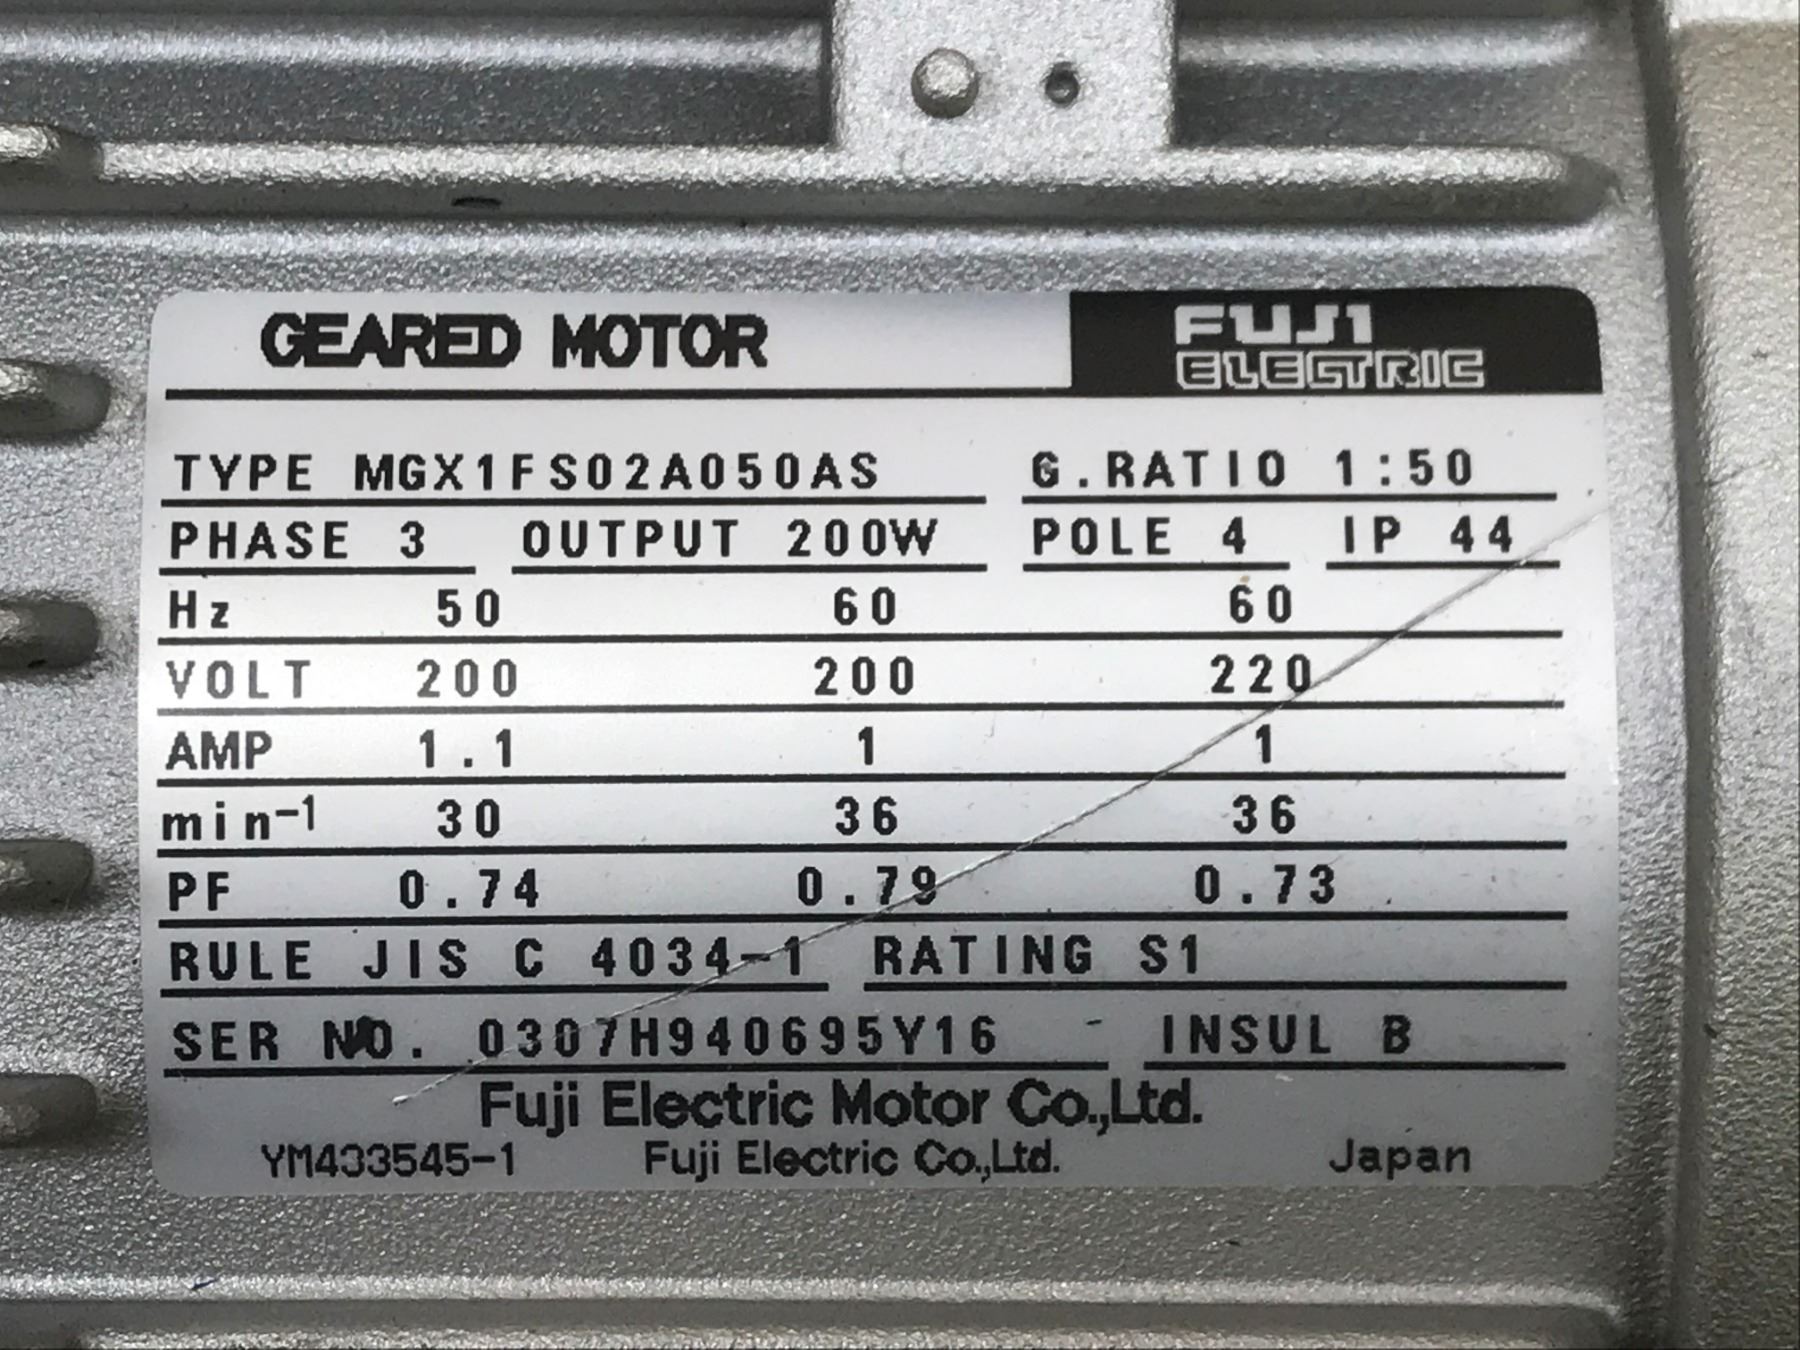 GEARED MOTOR
FUJI
ELECTRIC
TYPE MGX1FS02A050AS G.RATIO 1:50
PHASE 3 OUTPUT 200W POLE 4 IP 44
Hz 50 60 60
VOLT 200 200 220
AMP 1.1 1 1
min-1 30 36 36
PF 0.74 0.79 0.73
RULE JIS C 4034-1 RATING S1
SER NO. 0307H940695Y16 - INSUL B
Fuji Electric Motor Co.,Ltd.
YM433545-1 Fuji Electric Co.,Ltd. Japan